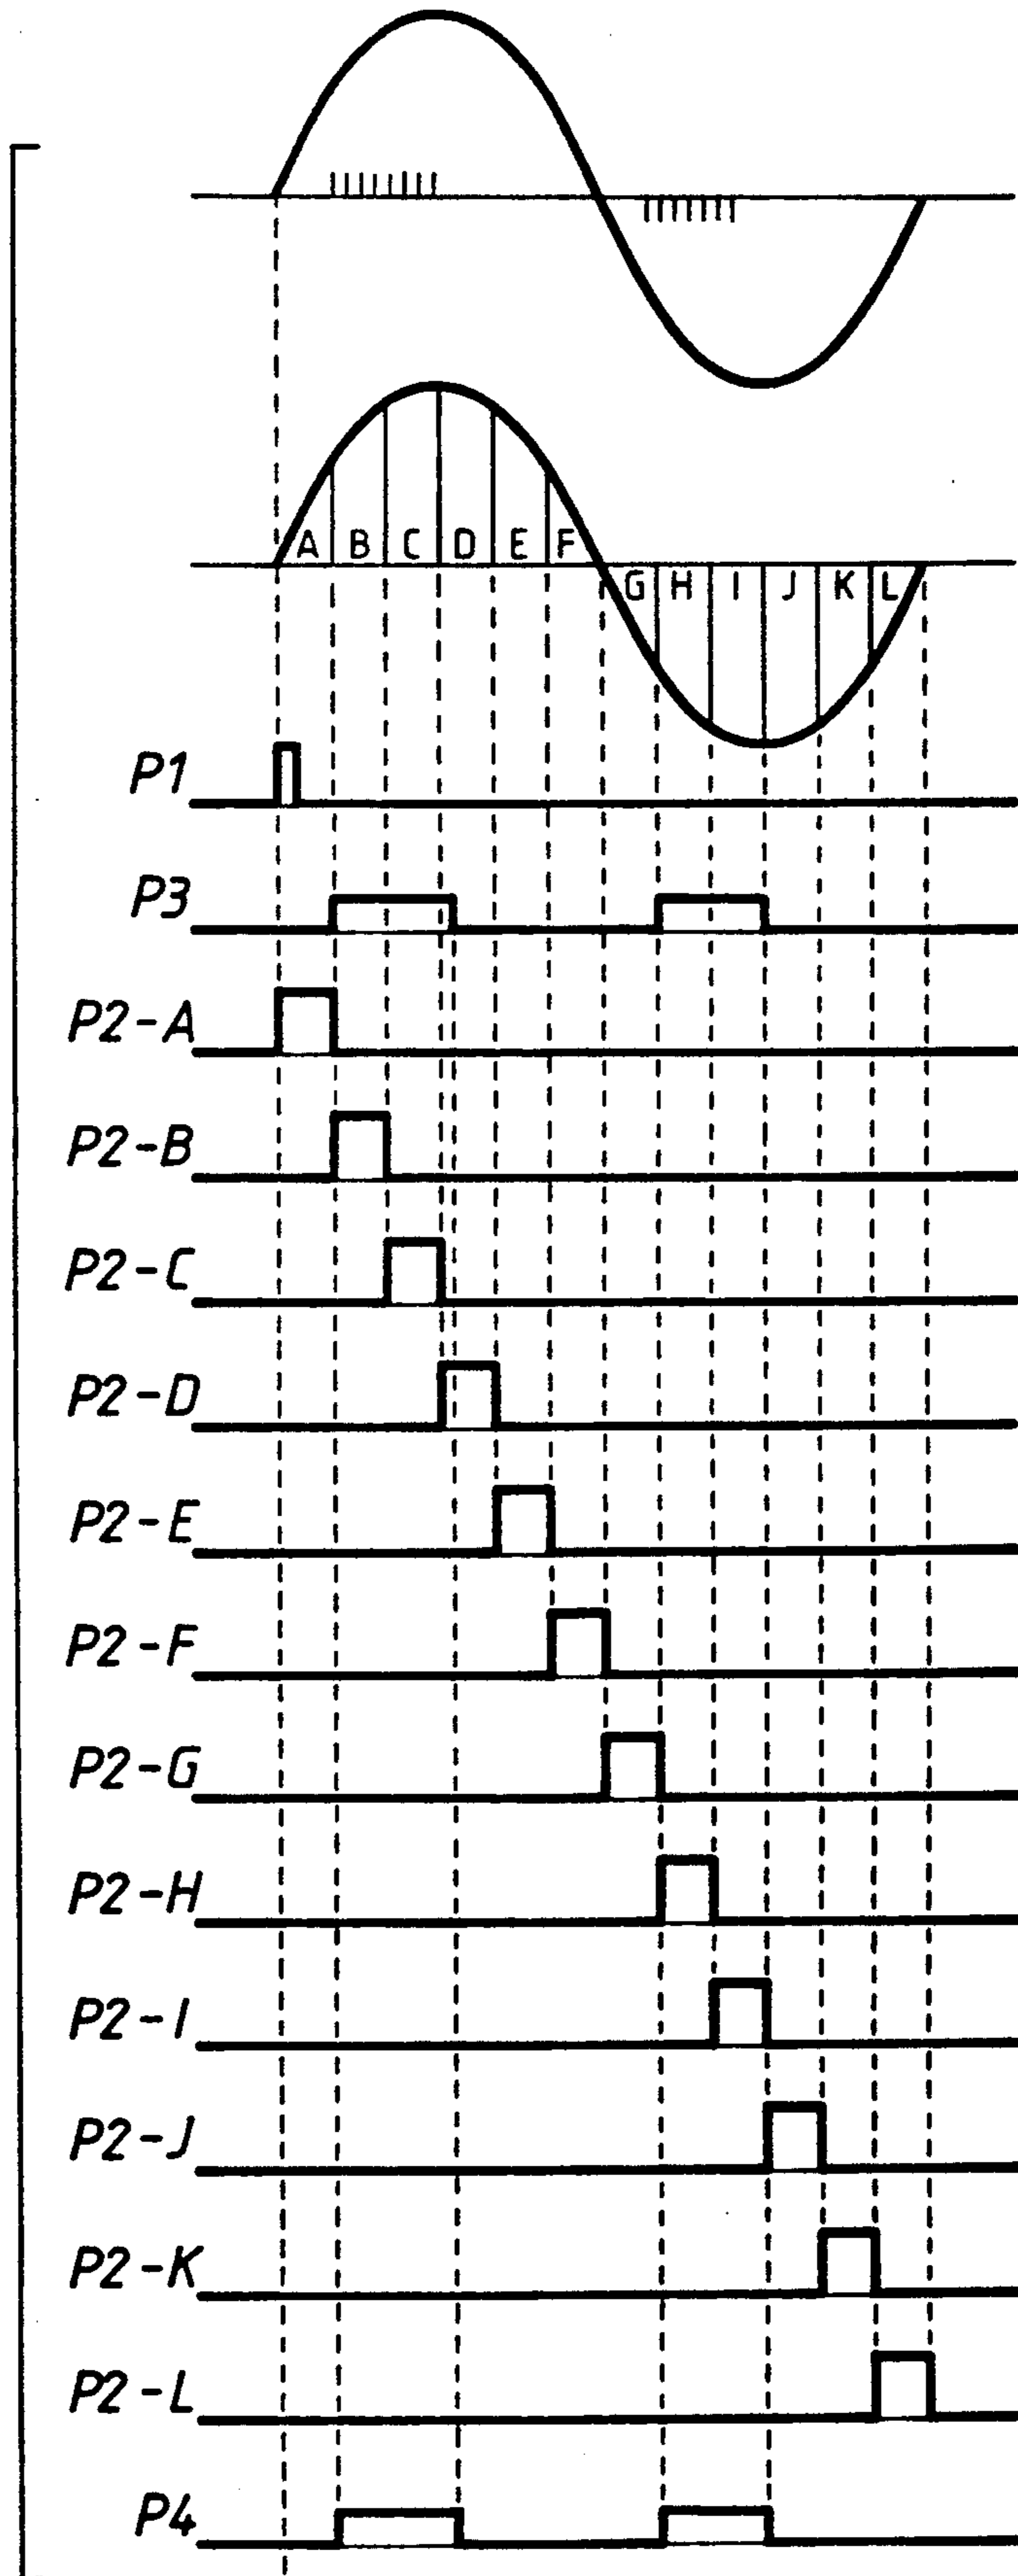 A B C D E F
G H I J K L
P1
P3
P2-A
P2-B
P2-C
P2-D
P2-E
P2-F
P2-G
P2-H
P2-I
P2-J
P2-K
P2-L
P4